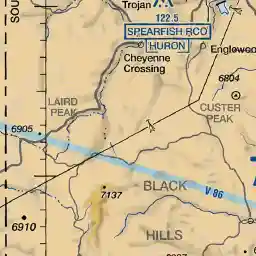 Trojan
122.5
SPEARFISH RCO
HURON
Englewood
Cheyenne
Crossing
6804
LAIRD
PEAK
CUSTER
PEAK
6905
7137
BLACK
V 86
6910
HILLS